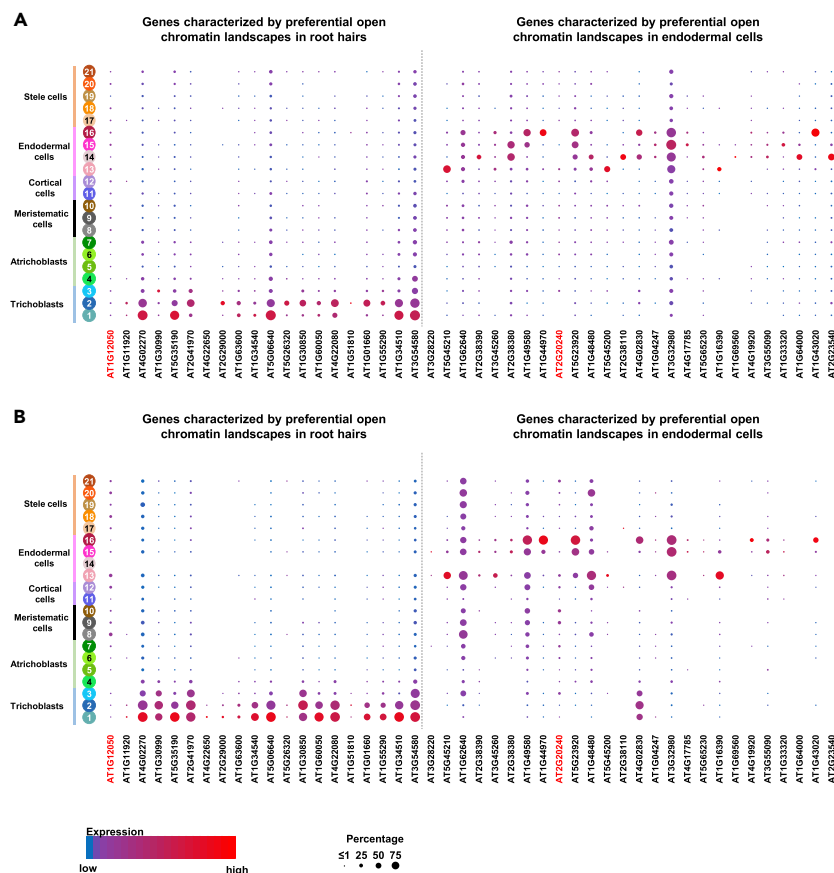 A
Genes characterized by preferential open
chromatin landscapes in root hairs
Genes characterized by preferential open
chromatin landscapes in endodermal cells
Stele cells
Endodermal
cells
Cortical
cells
Meristematic
cells
Atrichoblasts
Trichoblasts
21
20
19
18
17
16
15
14
13
12
11
10
9
8
7
6
5
4
3
2
1
AT1G12050
AT1G11920
AT4G02270
AT1G30990
AT5G35190
AT2G41970
AT4G22650
AT2G29000
AT1G63600
AT1G34540
AT5G06640
AT5G26320
AT1G30850
AT1G60050
AT4G22080
AT1G51810
AT1G01660
AT1G55290
AT1G34510
AT3G54580
AT3G28220
AT5G45210
AT1G62640
AT2G38390
AT3G45260
AT2G38380
AT1G49580
AT1G44970
AT2G20240
AT5G23920
AT1G48480
AT5G45200
AT2G38110
AT4G02830
AT1G04247
AT3G32980
AT4G17785
AT5G65230
AT1G16390
AT1G69560
AT4G19920
AT3G55090
AT1G33320
AT1G64000
AT1G43020
AT2G23540
B
Genes characterized by preferential open
chromatin landscapes in root hairs
Genes characterized by preferential open
chromatin landscapes in endodermal cells
Stele cells
Endodermal
cells
Cortical
cells
Meristematic
cells
Atrichoblasts
Trichoblasts
21
20
19
18
17
16
15
14
13
12
11
10
9
8
7
6
5
4
3
2
1
AT1G12050
AT1G11920
AT4G02270
AT1G30990
AT5G35190
AT2G41970
AT4G22650
AT2G29000
AT1G63600
AT1G34540
AT5G06640
AT5G26320
AT1G30850
AT1G60050
AT4G22080
AT1G51810
AT1G01660
AT1G55290
AT1G34510
AT3G54580
AT3G28220
AT5G45210
AT1G62640
AT2G38390
AT3G45260
AT2G38380
AT1G49580
AT1G44970
AT2G20240
AT5G23920
AT1G48480
AT5G45200
AT2G38110
AT4G02830
AT1G04247
AT3G32980
AT4G17785
AT5G65230
AT1G16390
AT1G69560
AT4G19920
AT3G55090
AT1G33320
AT1G64000
AT1G43020
AT2G23540
Expression
low high
Percentage
≤1 25 50 75